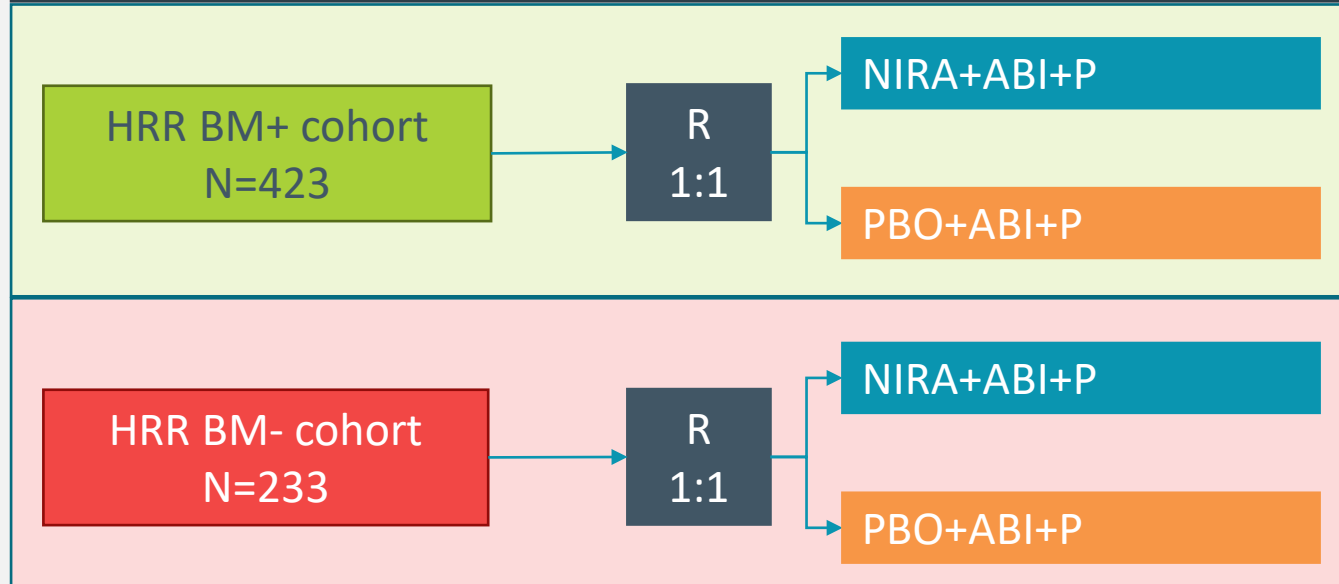 HRR BM+ cohort
N=423
R
1:1
NIRA+ABI+P
PBO+ABI+P
HRR BM- cohort
N=233
R
1:1
NIRA+ABI+P
PBO+ABI+P